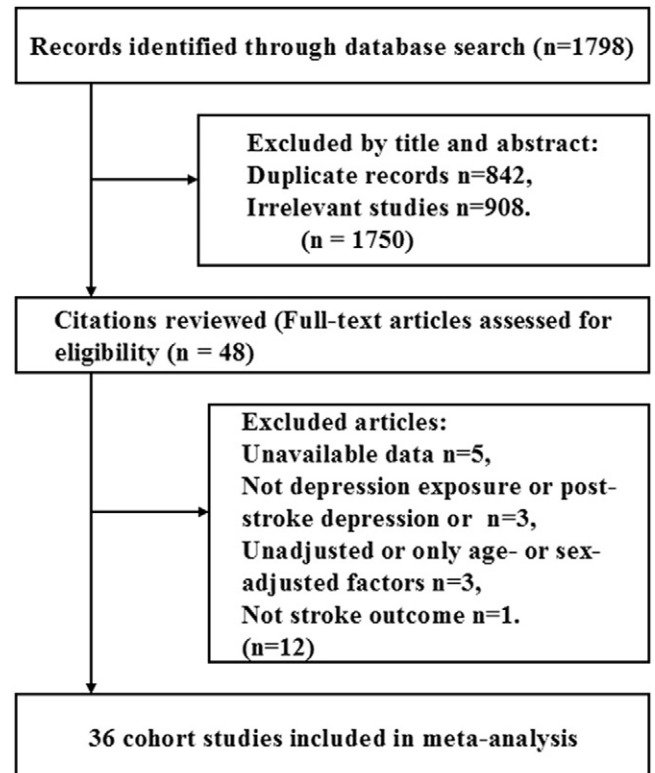 Records identified through database search (n=1798)
Excluded by title and abstract:
Duplicate records n=842,
Irrelevant studies n=908.
(n = 1750)
Citations reviewed (Full-text articles assessed for
eligibility (n = 48)
Excluded articles:
Unavailable data n=5,
Not depression exposure or post-
stroke depression or n=3,
Unadjusted or only age- or sex-
adjusted factors n=3,
Not stroke outcome n=1.
(n=12)
36 cohort studies included in meta-analysis